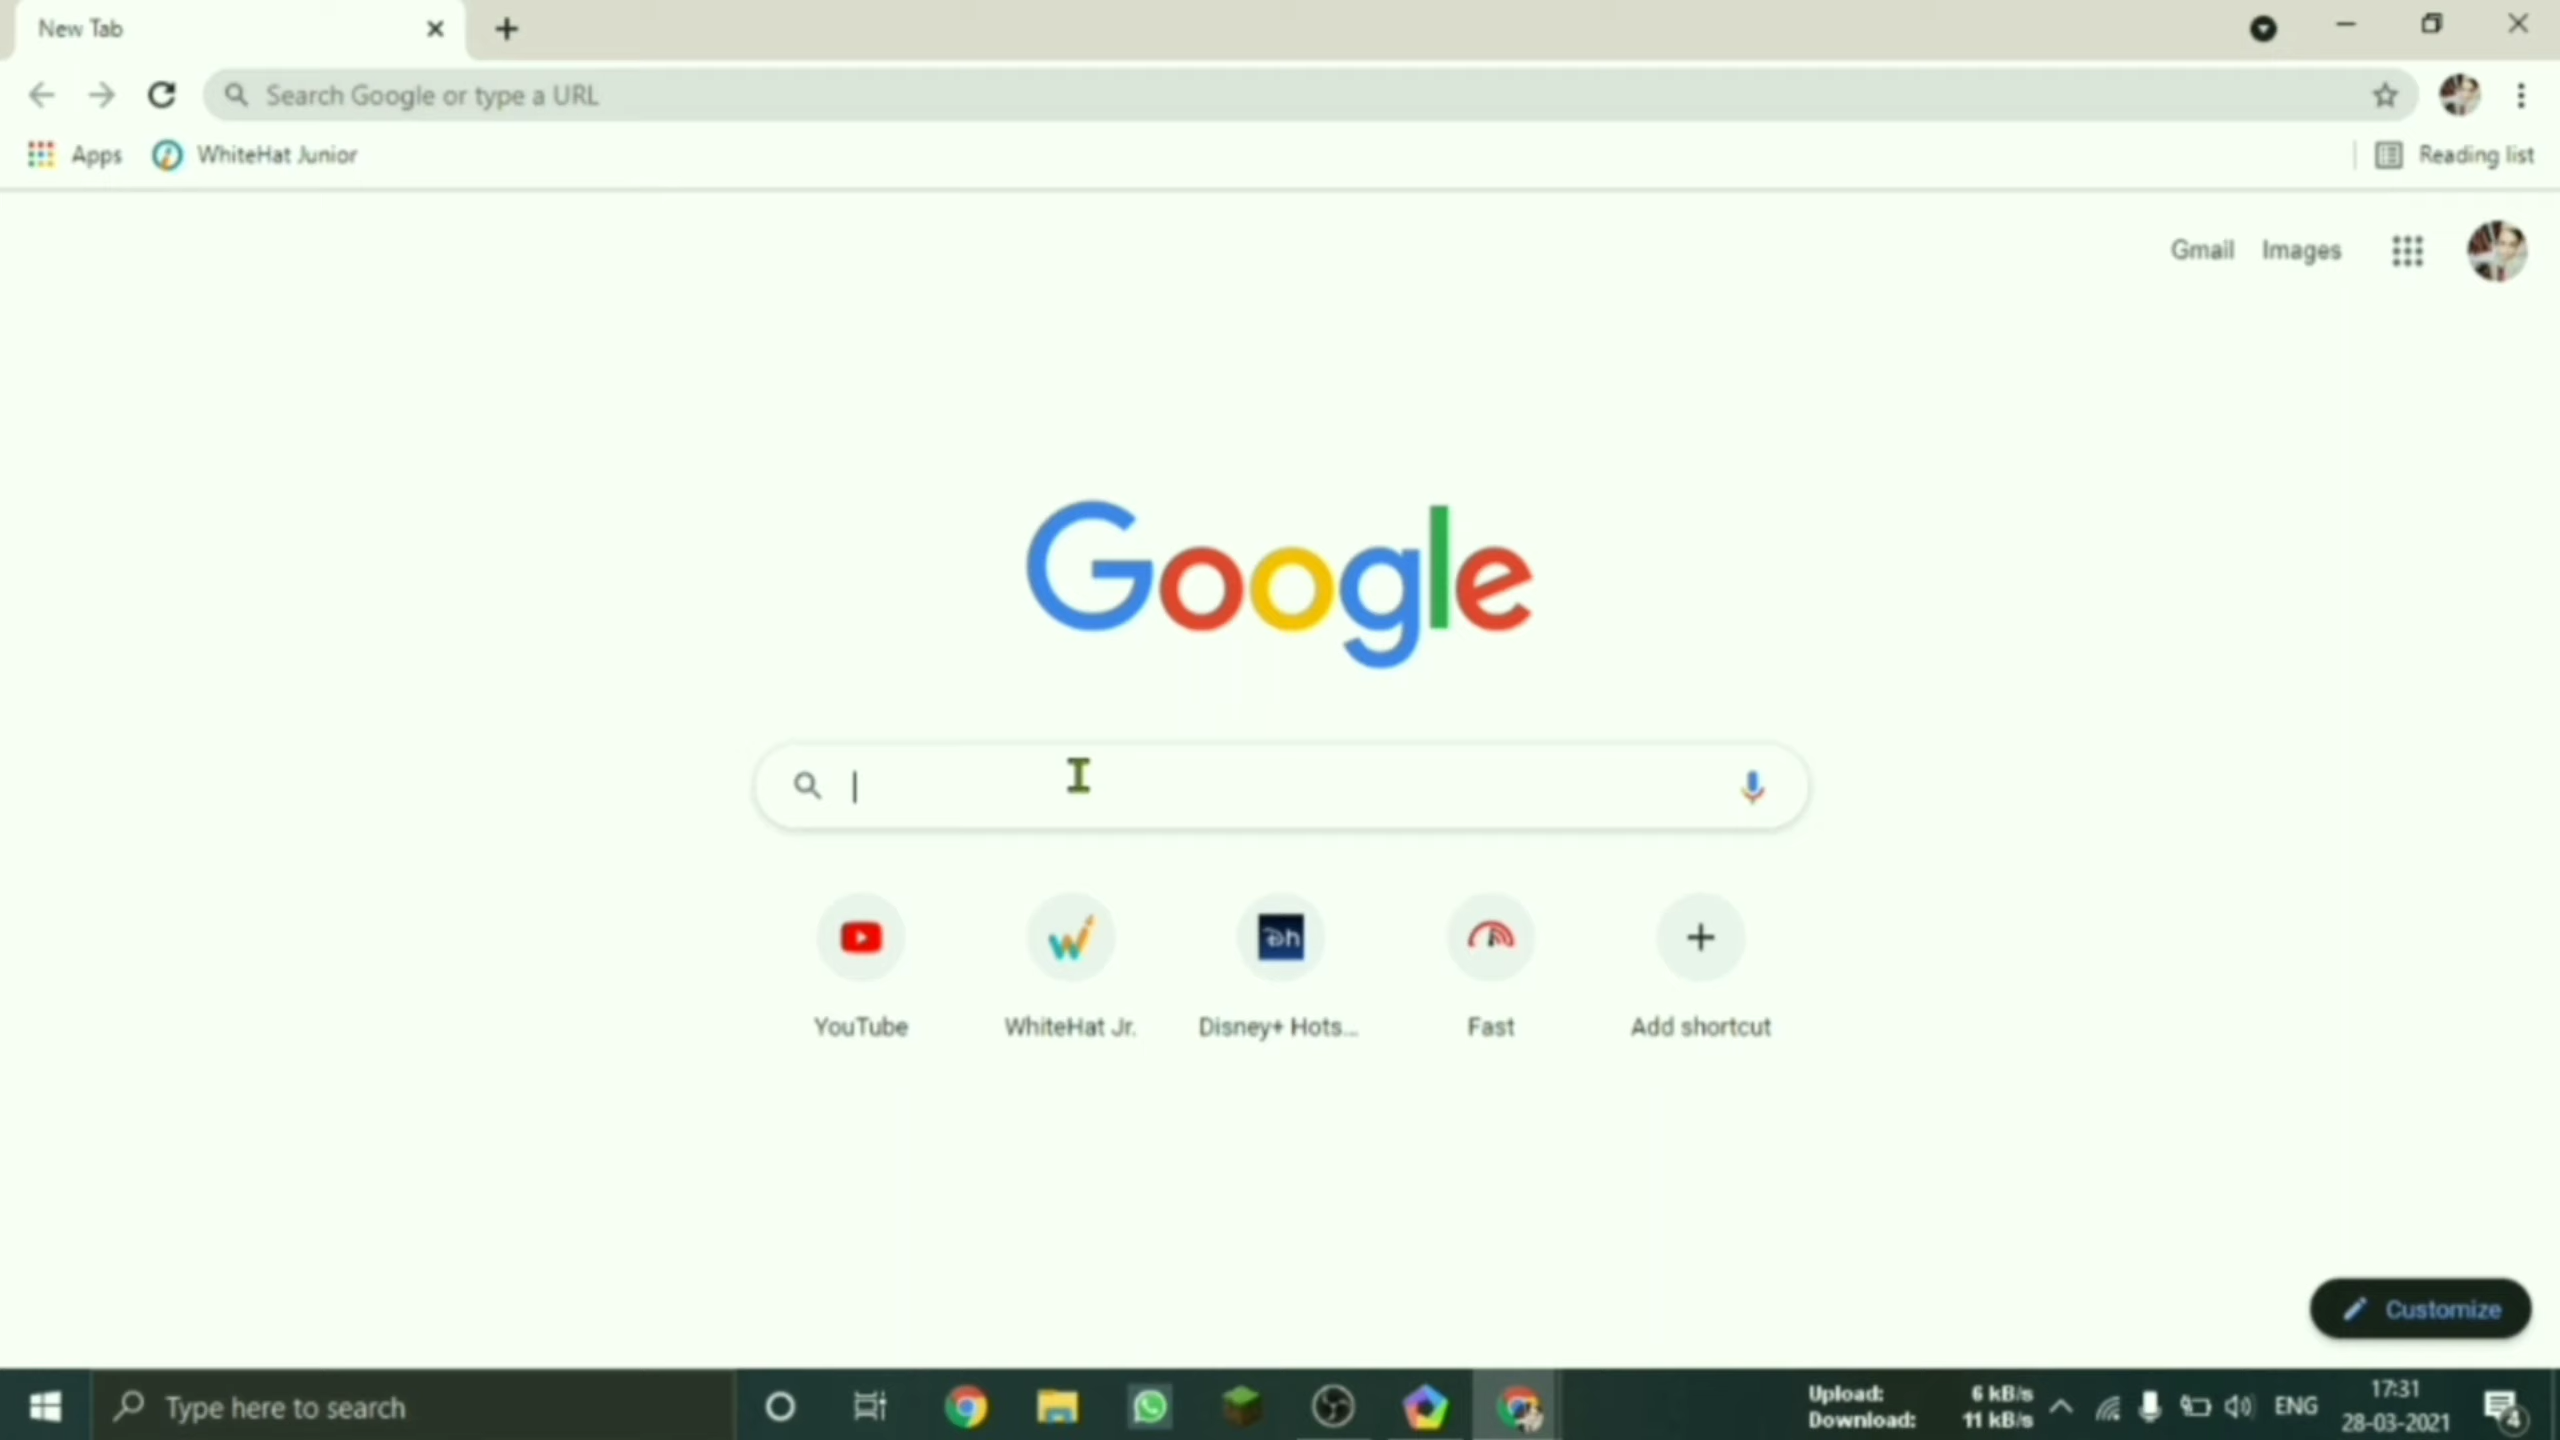 New Tab
Search Google or type a URL
Apps WhiteHat Junior Reading list
Gmail Images
Google
YouTube WhiteHat Jr. Disney+ Hots... Fast Add shortcut
Customize
Type here to search
Upload: 6 kB/s
Download: 11 kB/s
ENG
17:31
28-03-2021
4